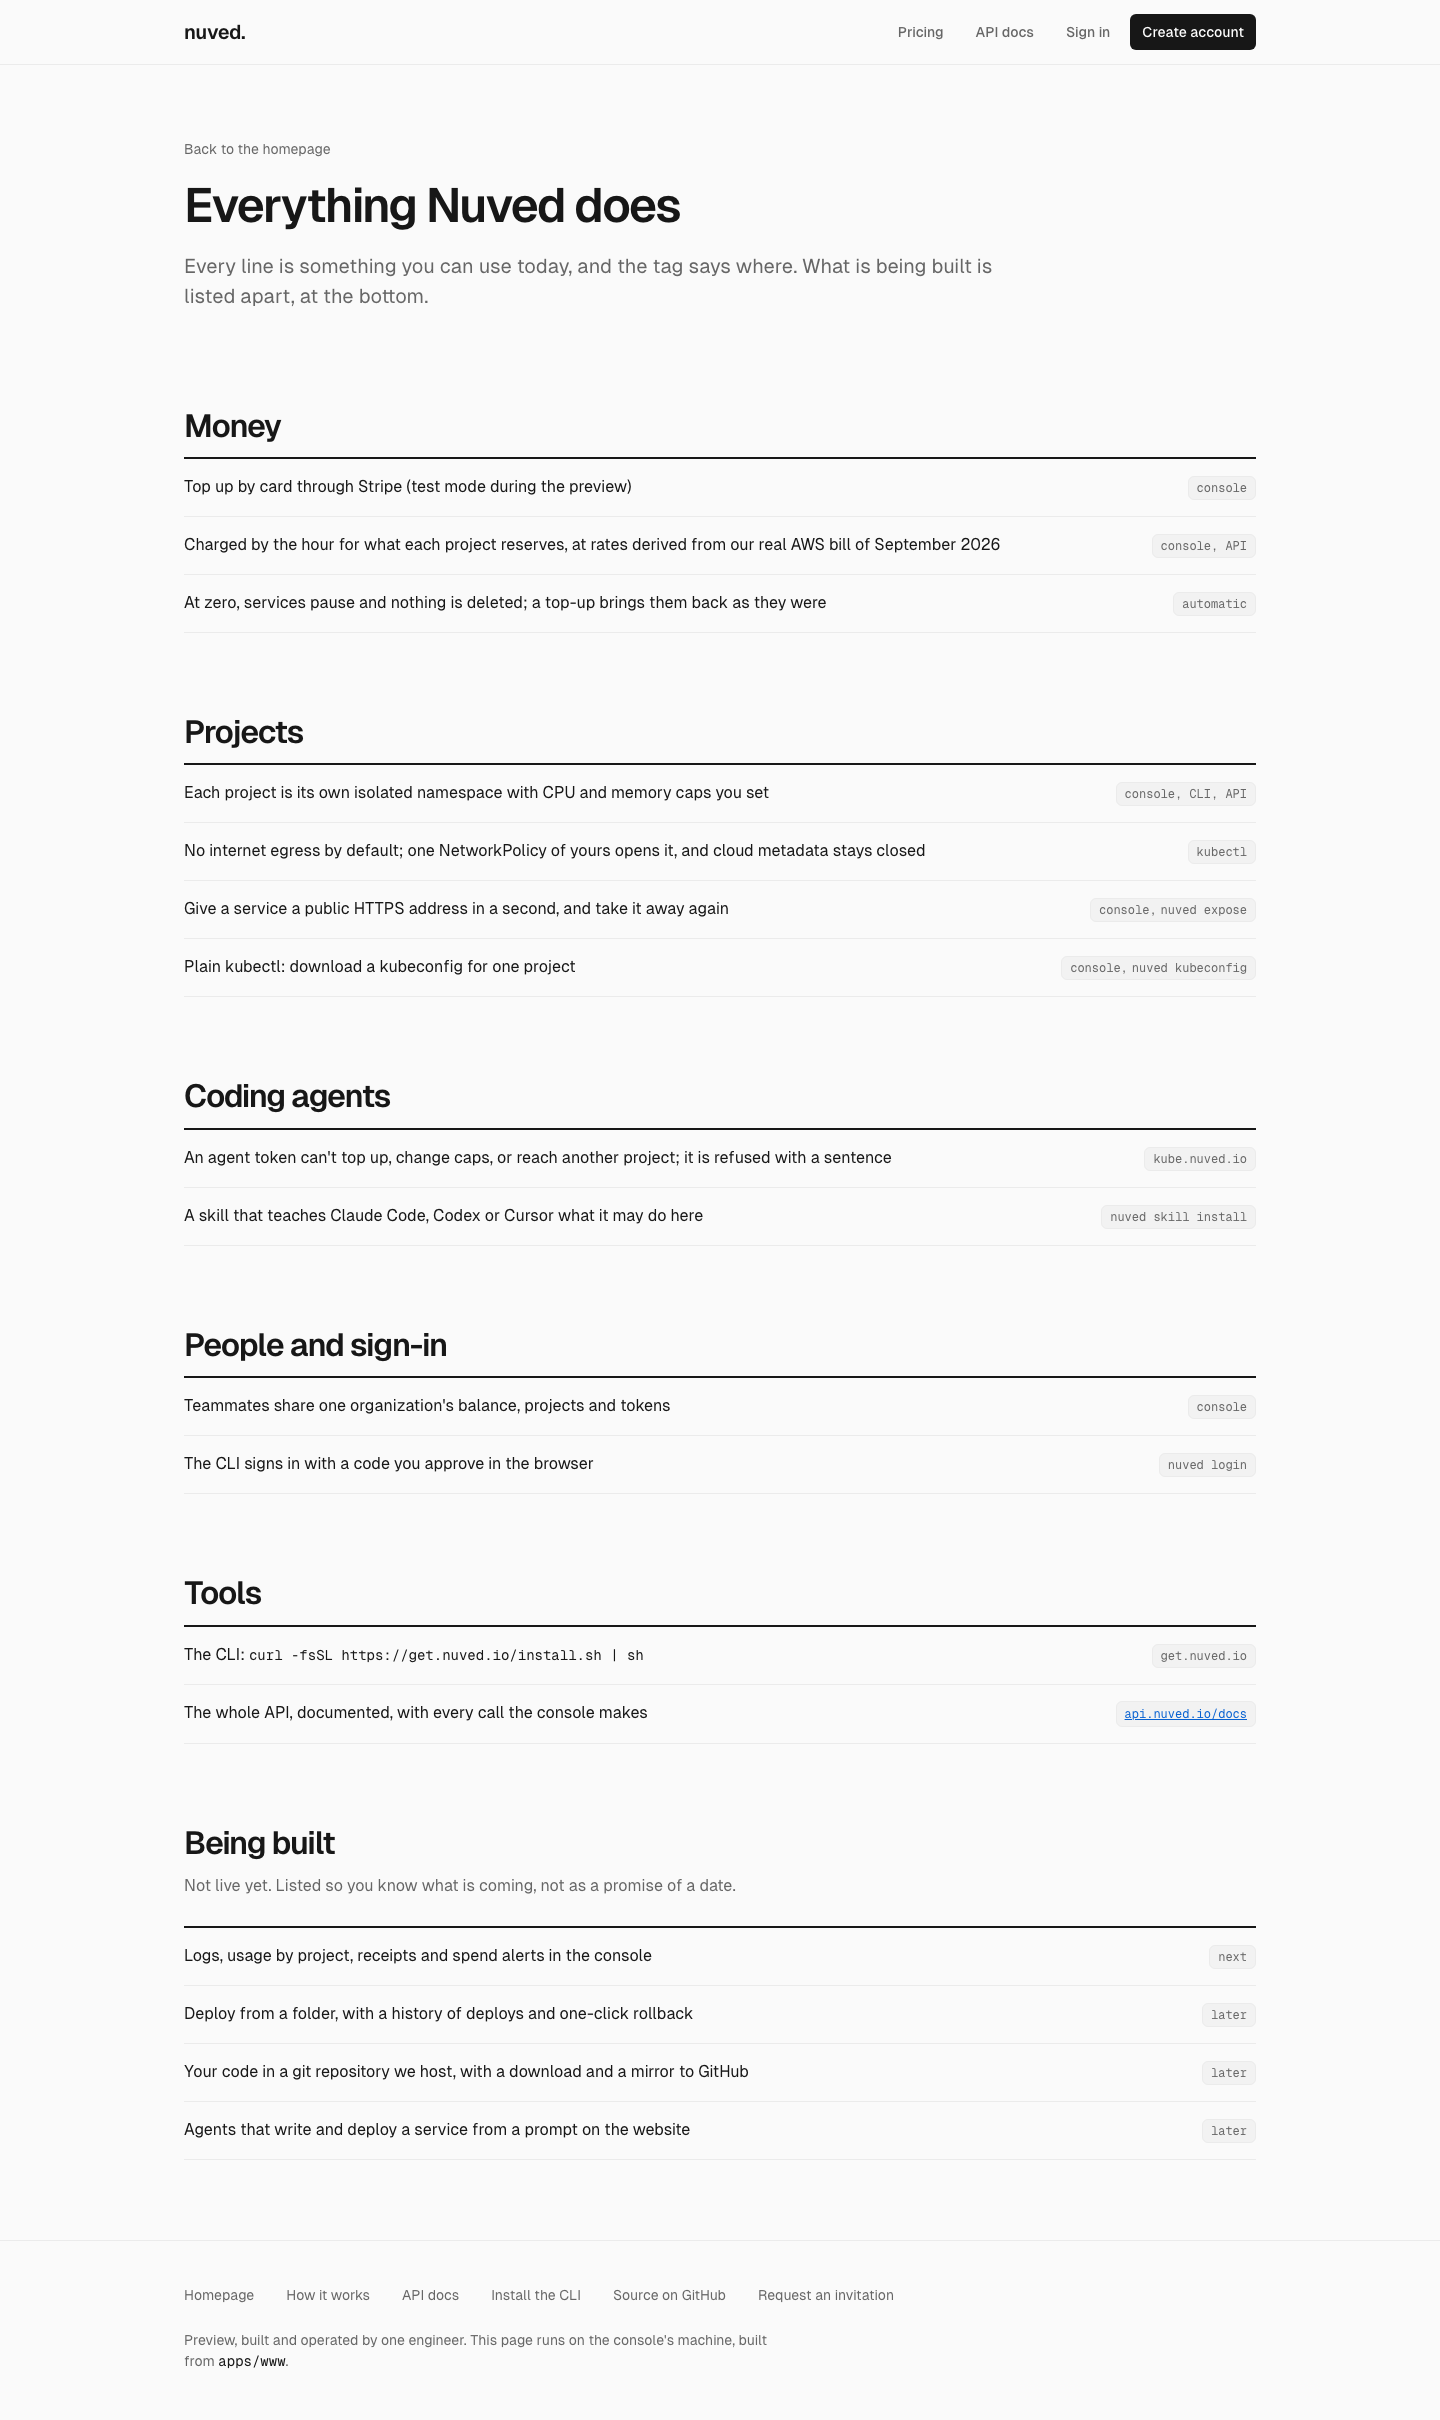 nuved.
Pricing
API docs
Sign in
Create account
Back to the homepage
Everything Nuved does
Every line is something you can use today, and the tag says where. What is being built is
listed apart, at the bottom.
Money
Top up by card through Stripe (test mode during the preview)
console
Charged by the hour for what each project reserves, at rates derived from our real AWS bill of September 2026
console, API
At zero, services pause and nothing is deleted; a top-up brings them back as they were
automatic
Projects
Each project is its own isolated namespace with CPU and memory caps you set
console, CLI, API
No internet egress by default; one NetworkPolicy of yours opens it, and cloud metadata stays closed
kubectl
Give a service a public HTTPS address in a second, and take it away again
console, nuved expose
Plain kubectl: download a kubeconfig for one project
console, nuved kubeconfig
Coding agents
An agent token can't top up, change caps, or reach another project; it is refused with a sentence
kube.nuved.io
A skill that teaches Claude Code, Codex or Cursor what it may do here
nuved skill install
People and sign-in
Teammates share one organization's balance, projects and tokens
console
The CLI signs in with a code you approve in the browser
nuved login
Tools
The CLI: curl -fsSL https://get.nuved.io/install.sh | sh
get.nuved.io
The whole API, documented, with every call the console makes
api.nuved.io/docs
Being built
Not live yet. Listed so you know what is coming, not as a promise of a date.
Logs, usage by project, receipts and spend alerts in the console
next
Deploy from a folder, with a history of deploys and one-click rollback
later
Your code in a git repository we host, with a download and a mirror to GitHub
later
Agents that write and deploy a service from a prompt on the website
later
Homepage
How it works
API docs
Install the CLI
Source on GitHub
Request an invitation
Preview, built and operated by one engineer. This page runs on the console's machine, built
from apps/www.